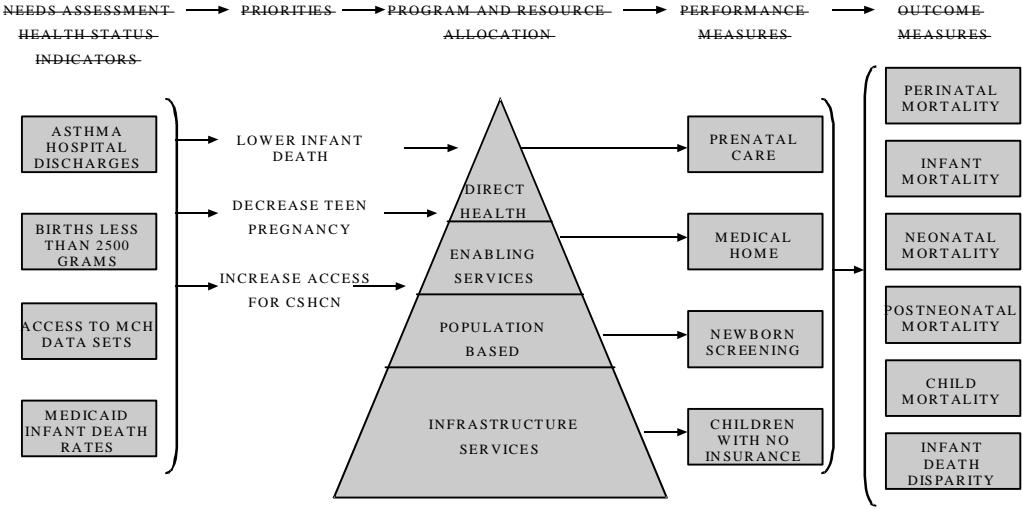 NEEDS ASSESSMENT
HEALTH STATUS
INDICATORS
PRIORITIES
PROGRAM AND RESOURCE
ALLOCATION
PERFORMANCE
MEASURES
OUTCOME
MEASURES
ASTHMA
HOSPITAL
DISCHARGES
BIRTHS LESS
THAN 2500
GRAMS
ACCESS TO MCH
DATA SETS
MEDICAID
INFANT DEATH
RATES
LOWER INFANT
DEATH
DECREASE TEEN
PREGNANCY
INCREASE ACCESS
FOR CSHCN
DIRECT
HEALTH
ENABLING
SERVICES
POPULATION
BASED
INFRASTRUCTURE
SERVICES
PRENATAL
CARE
MEDICAL
HOME
NEWBORN
SCREENING
CHILDREN
WITH NO
INSURANCE
PERINATAL
MORTALITY
INFANT
MORTALITY
NEONATAL
MORTALITY
POSTNEONATAL
MORTALITY
CHILD
MORTALITY
INFANT
DEATH
DISPARITY